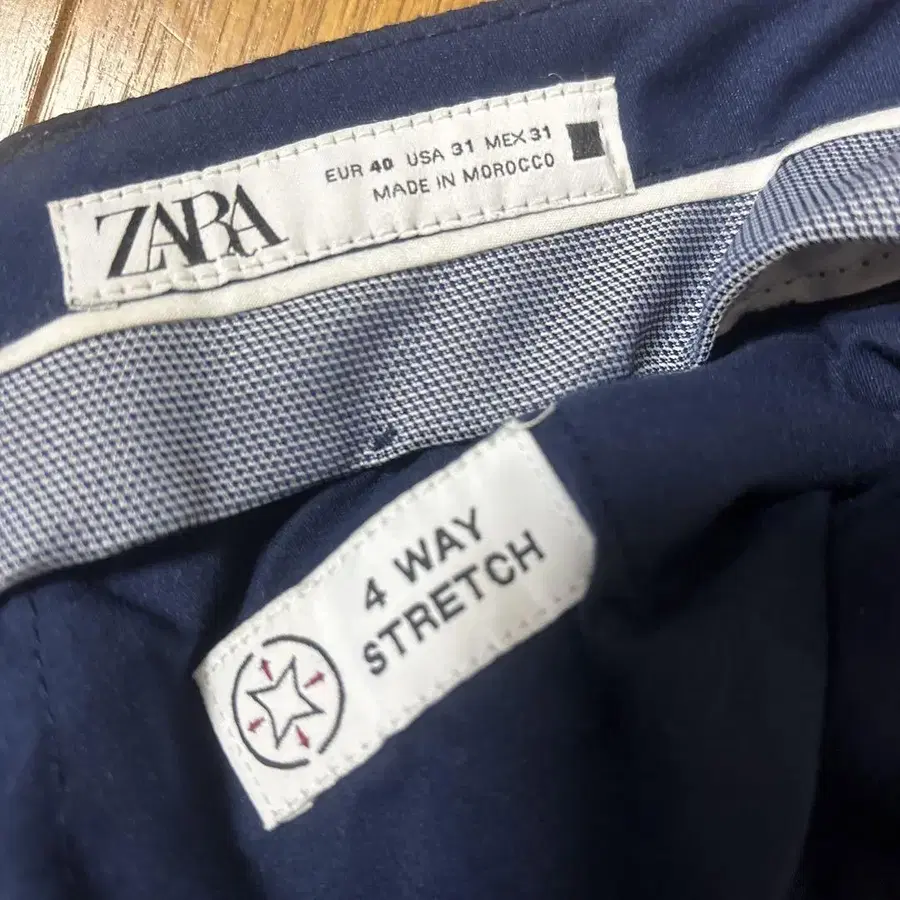 ZARA
EUR 40 USA 31 MEX 31
MADE IN MOROCCO
4 WAY
STRETCH